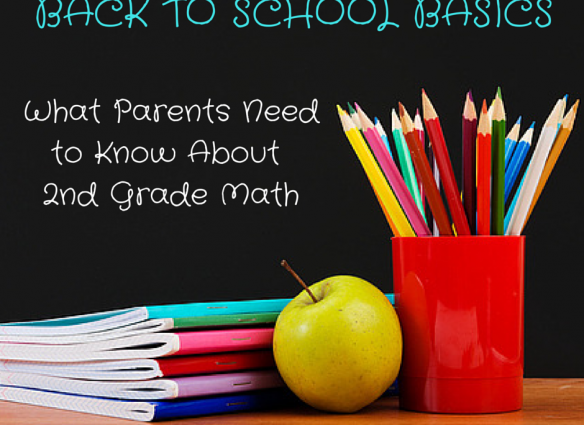 BACK TO SCHOOL BASICS
What Parents Need
to Know About
2nd Grade Math